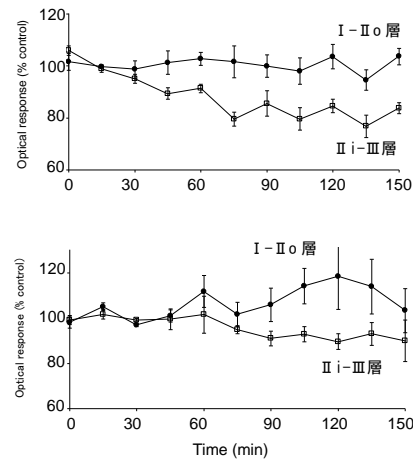 120
100
80
60
Optical response (% control)
I-IIo層
II i-III層
0
30
60
90
120
150
120
100
80
60
Optical response (% control)
I-IIo層
II i-III層
0
30
60
90
120
150
Time (min)